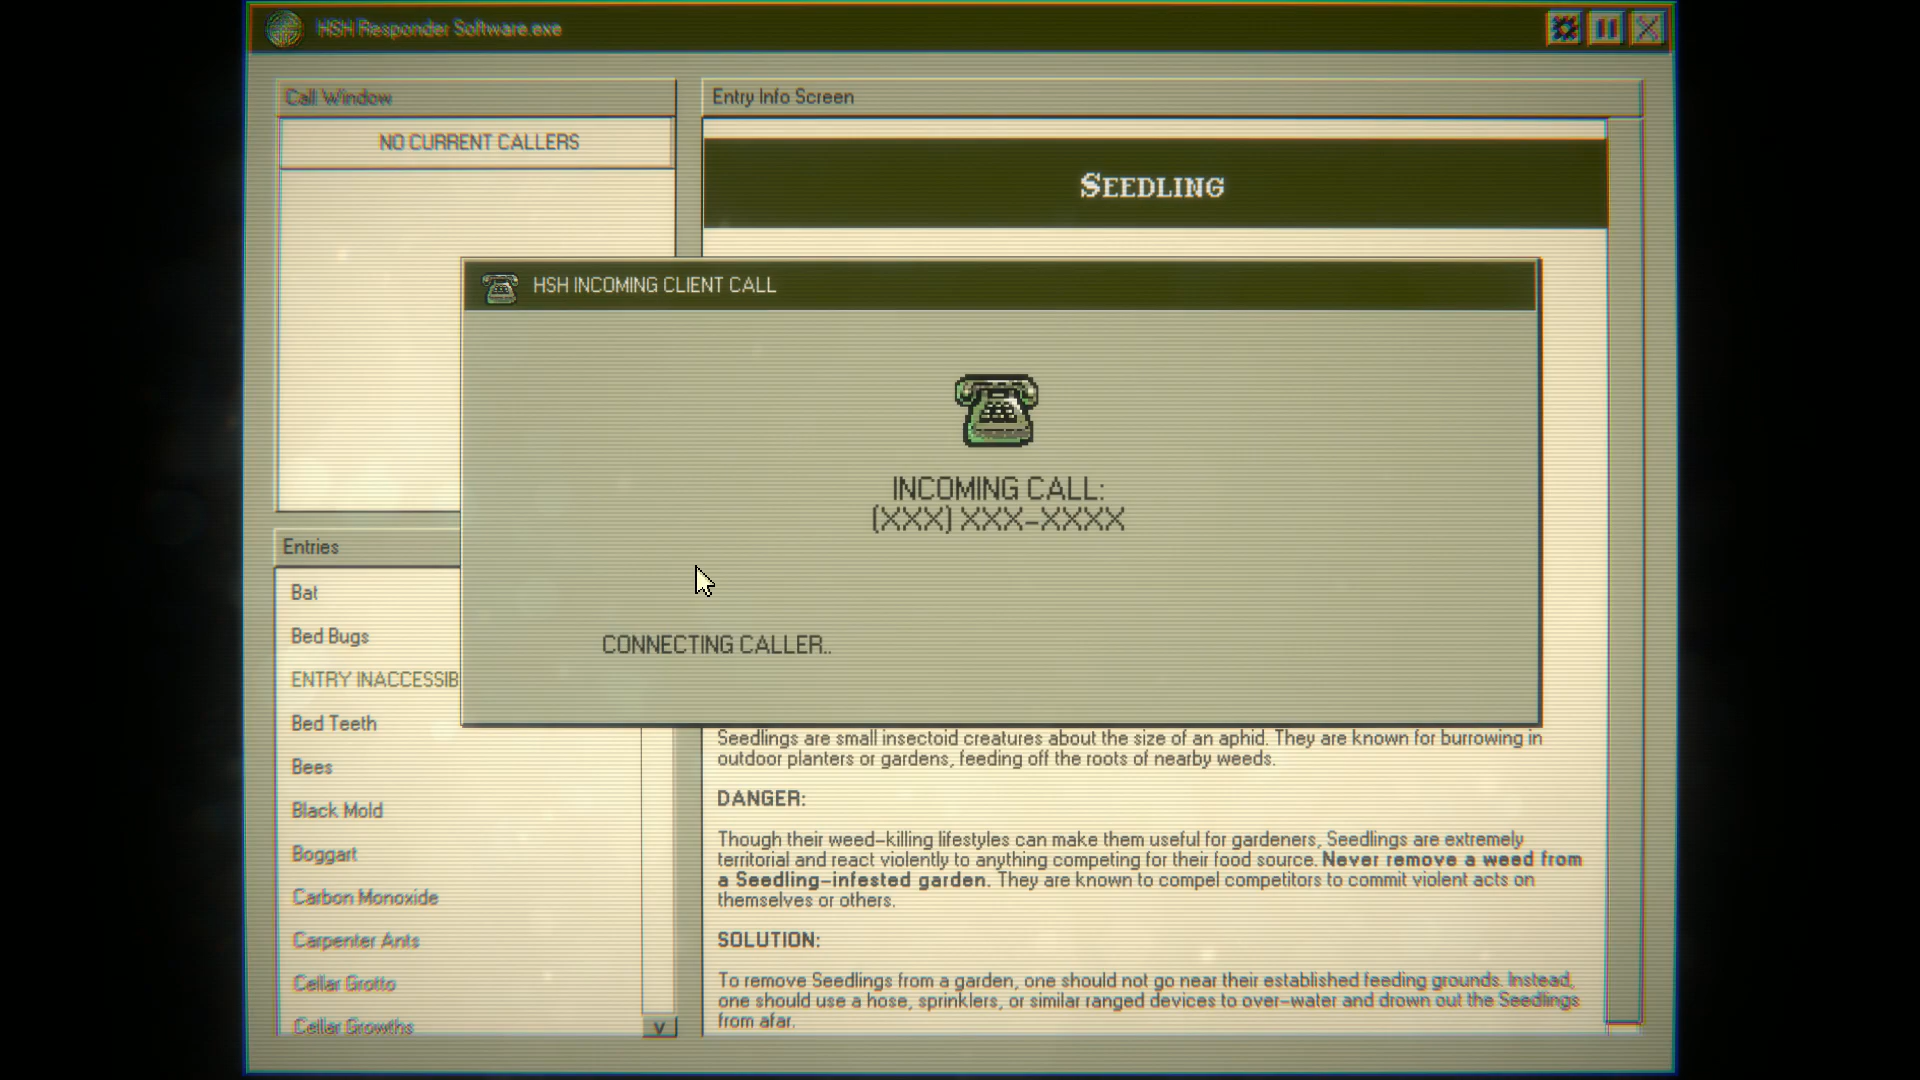 HSH Responder Software.exe
Call Window
NO CURRENT CALLERS
Entry Info Screen
SEEDLING
HSH INCOMING CLIENT CALL
INCOMING CALL:
(XXX) XXX-XXXX
CONNECTING CALLER..
Entries
Bat
Bed Bugs
ENTRY INACCESSIB
Bed Teeth
Bees
Black Mold
Boggart
Carbon Monoxide
Carpenter Ants
Cellar Grotto
Cellar Growths
V
Seedlings are small insectoid creatures about the size of an aphid. They are known for burrowing in
outdoor planters or gardens, feeding off the roots of nearby weeds.
DANGER:
Though their weed-killing lifestyles can make them useful for gardeners, Seedlings are extremely
territorial and react violently to anything competing for their food source. Never remove a weed from
a Seedling-infested garden. They are known to compel competitors to commit violent acts on
themselves or others.
SOLUTION:
To remove Seedlings from a garden, one should not go near their established feeding grounds. Instead,
one should use a hose, sprinklers, or similar ranged devices to over-water and drown out the Seedlings
from afar.